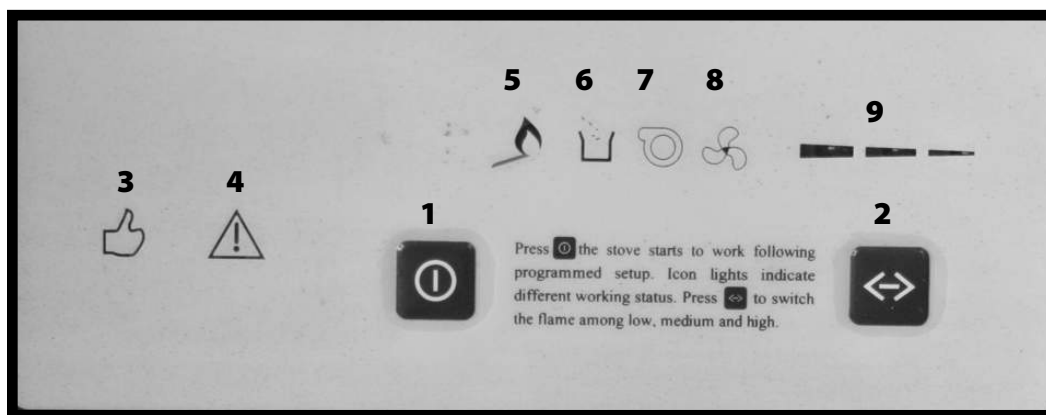 5 6 7 8
9
3 4
1 2
Press the stove starts to work following
programmed setup. Icon lights indicate
different working status. Press to switch
the flame among low, medium and high.